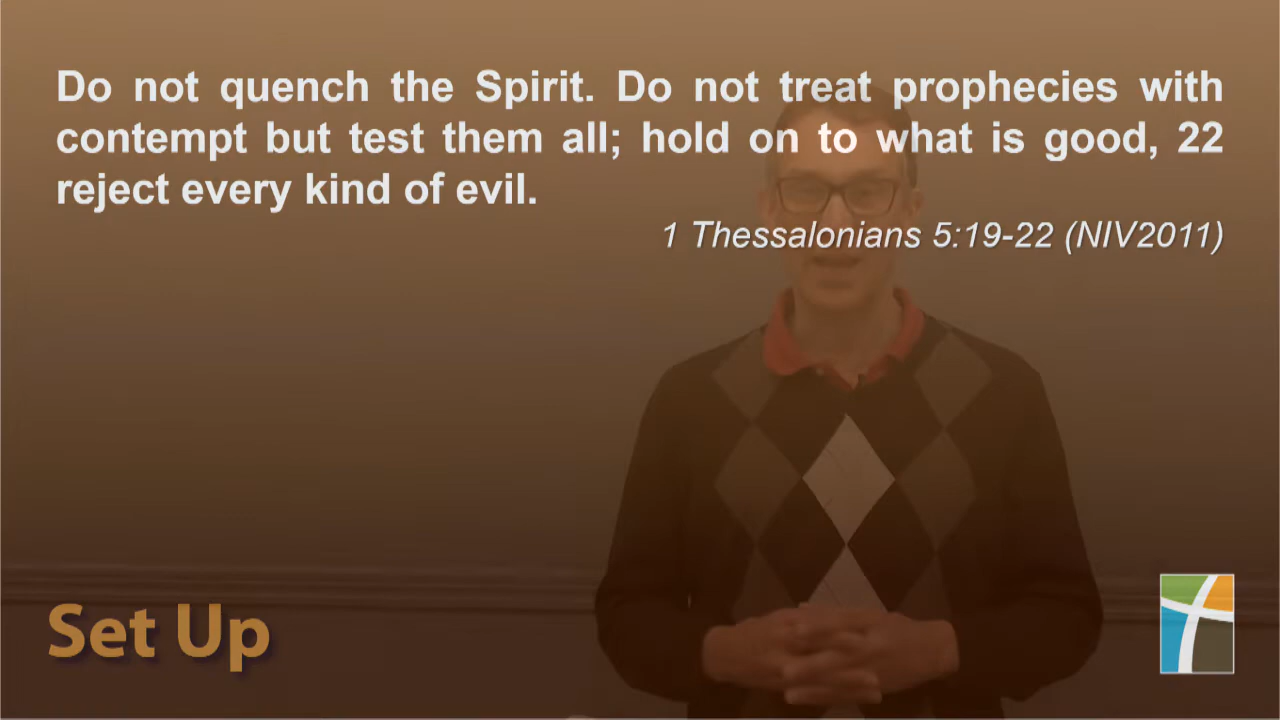 Do not quench the Spirit. Do not treat prophecies with
contempt but test them all; hold on to what is good, 22
reject every kind of evil.
1 Thessalonians 5:19-22 (NIV2011)
Set Up